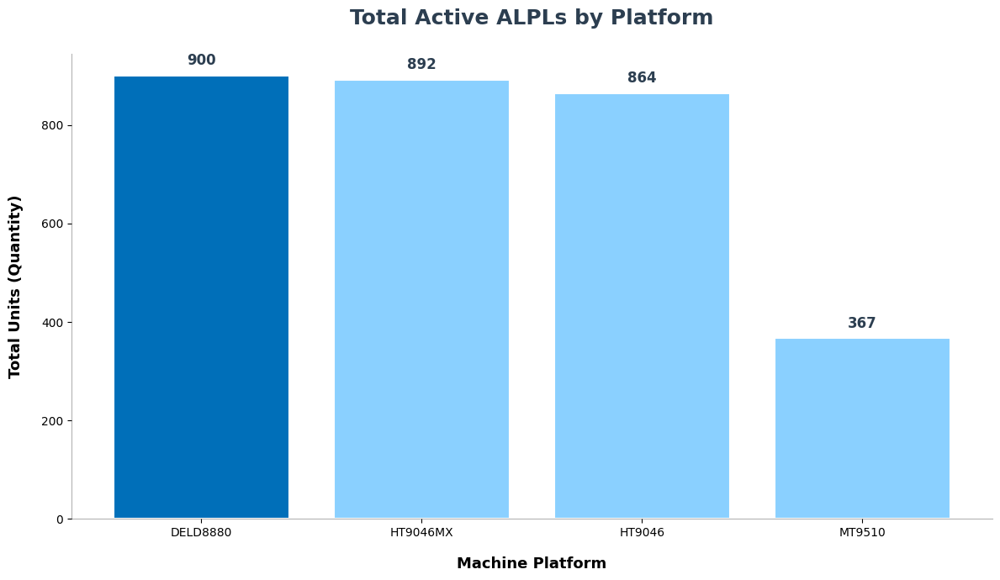 Total Active ALPLs by Platform
900
892
864
367
800
600
400
200
0
Total Units (Quantity)
DELD8880
HT9046MX
HT9046
MT9510
Machine Platform